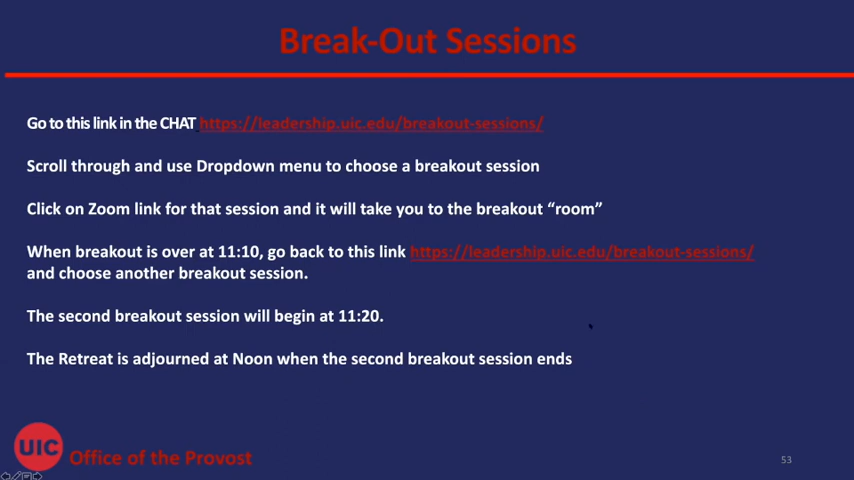 Break-Out Sessions
Go to this link in the CHAT https://leadership.uic.edu/breakout-sessions/
Scroll through and use Dropdown menu to choose a breakout session
Click on Zoom link for that session and it will take you to the breakout “room”
When breakout is over at 11:10, go back to this link https://leadership.uic.edu/breakout-sessions/
and choose another breakout session.
The second breakout session will begin at 11:20.
The Retreat is adjourned at Noon when the second breakout session ends
UIC Office of the Provost
53